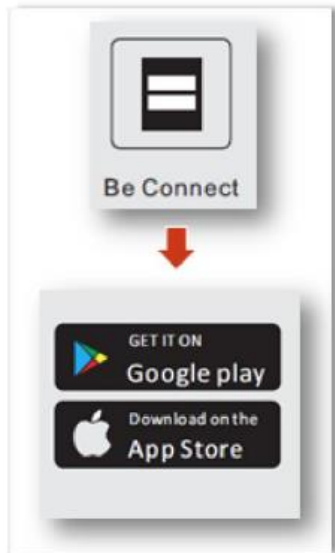 Be Connect
GET IT ON
Google play
Download on the
App Store